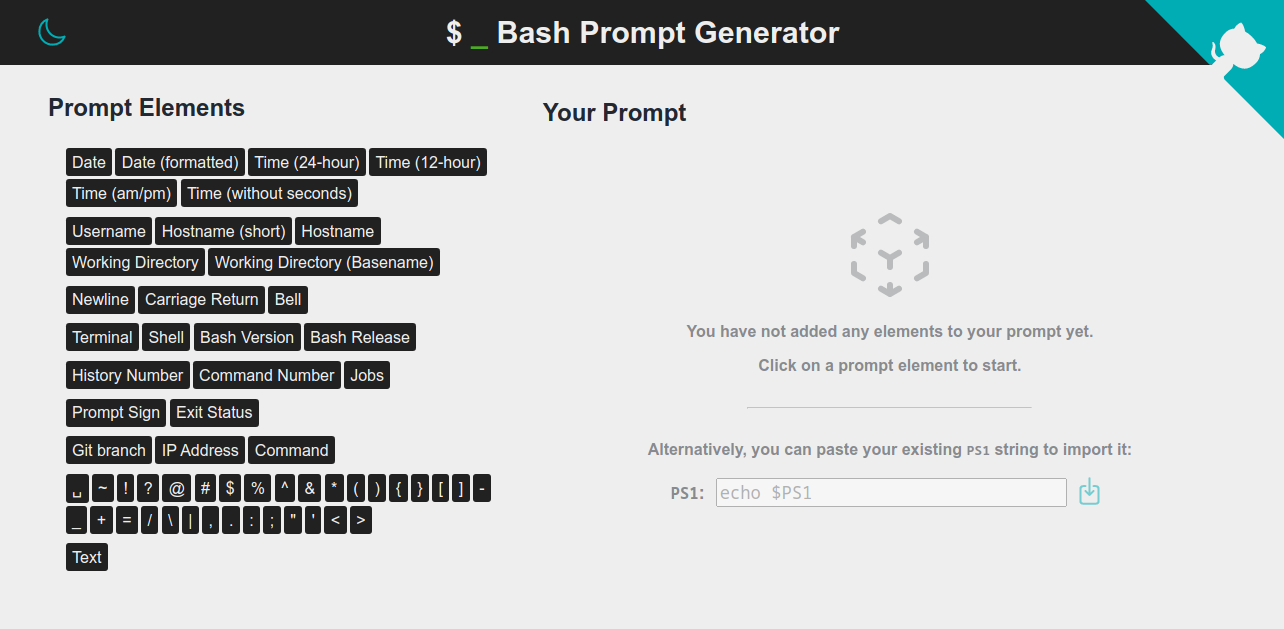 $ _ Bash Prompt Generator
Prompt Elements
Date Date (formatted) Time (24-hour) Time (12-hour)
Time (am/pm) Time (without seconds)
Username Hostname (short) Hostname
Working Directory Working Directory (Basename)
Newline Carriage Return Bell
Terminal Shell Bash Version Bash Release
History Number Command Number Jobs
Prompt Sign Exit Status
Git branch IP Address Command
␣ ~ ! ? @ # $ % ^ & * ( ) { } [ ] -
_ + = / \ | , . : ; " ' < >
Text
Your Prompt
You have not added any elements to your prompt yet.
Click on a prompt element to start.
Alternatively, you can paste your existing PS1 string to import it:
PS1: echo $PS1